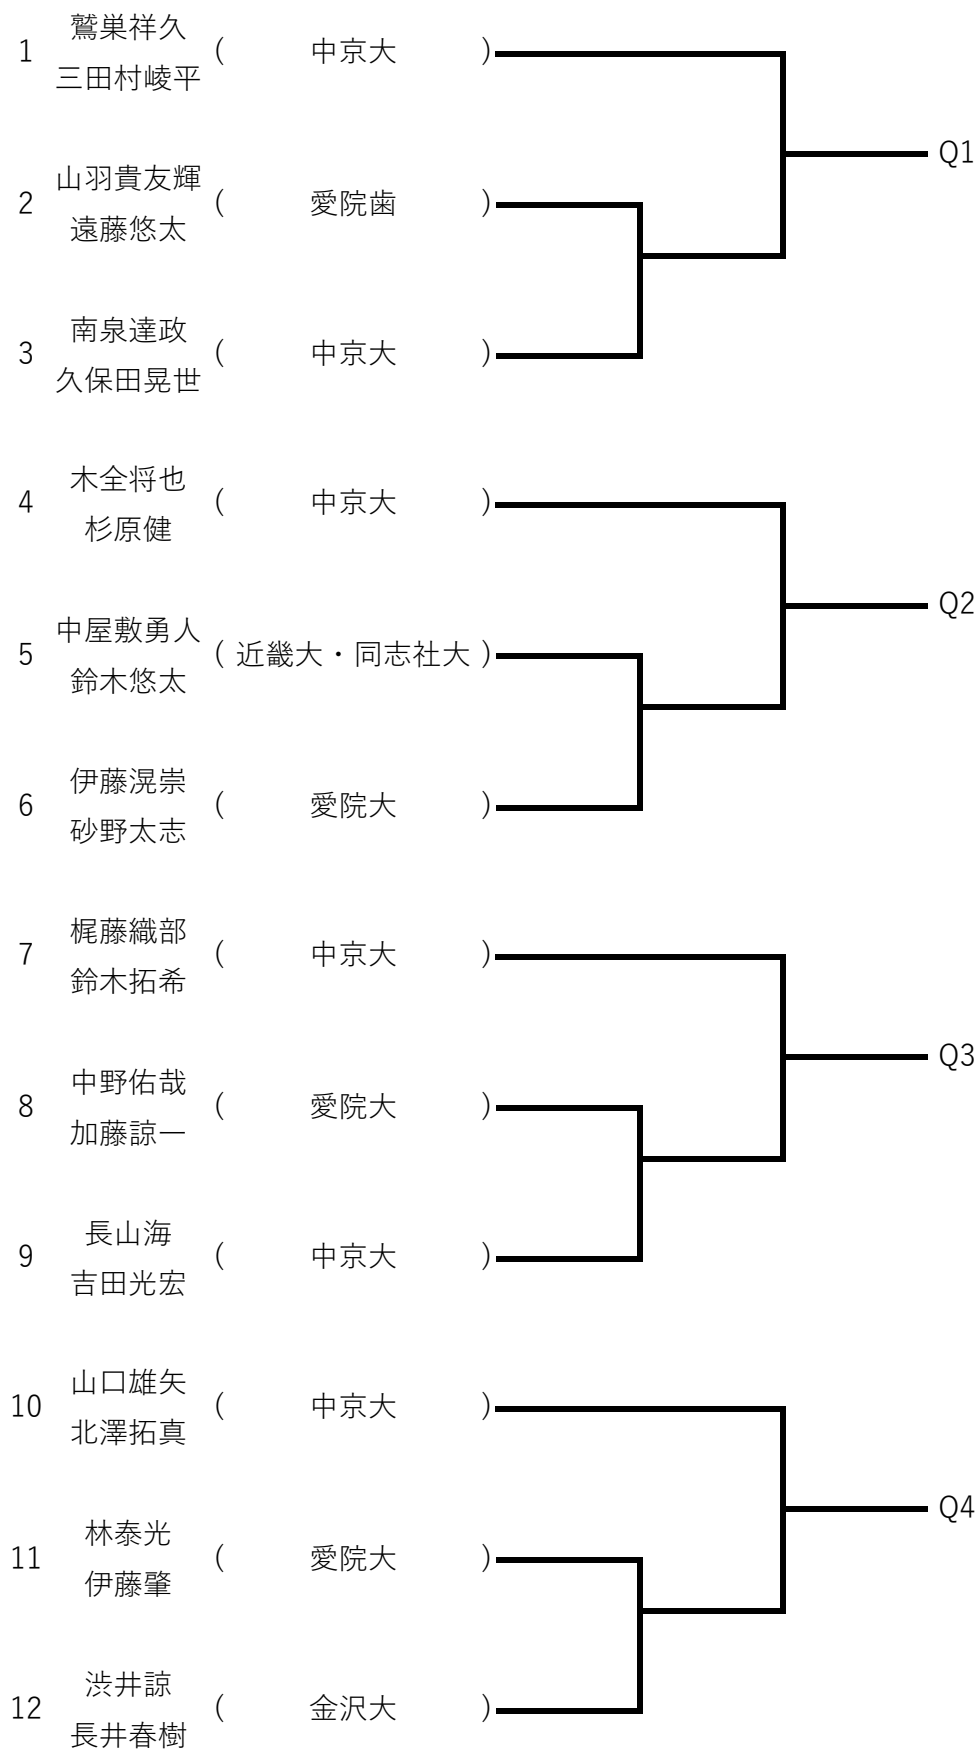 鷲巣祥久
1 ( 中京大 )
三田村崚平
Q1
山羽貴友輝
2 ( 愛院歯 )
遠藤悠太
南泉達政
3 ( 中京大 )
久保田晃世
木全将也
4 ( 中京大 )
杉原健
Q2
中屋敷勇人
5 ( 近畿大・同志社大 )
鈴木悠太
伊藤滉崇
6 ( 愛院大 )
砂野太志
梶藤織部
7 ( 中京大 )
鈴木拓希
Q3
中野佑哉
8 ( 愛院大 )
加藤諒一
長山海
9 ( 中京大 )
吉田光宏
山口雄矢
10 ( 中京大 )
北澤拓真
Q4
林泰光
11 ( 愛院大 )
伊藤肇
渋井諒
12 ( 金沢大 )
長井春樹